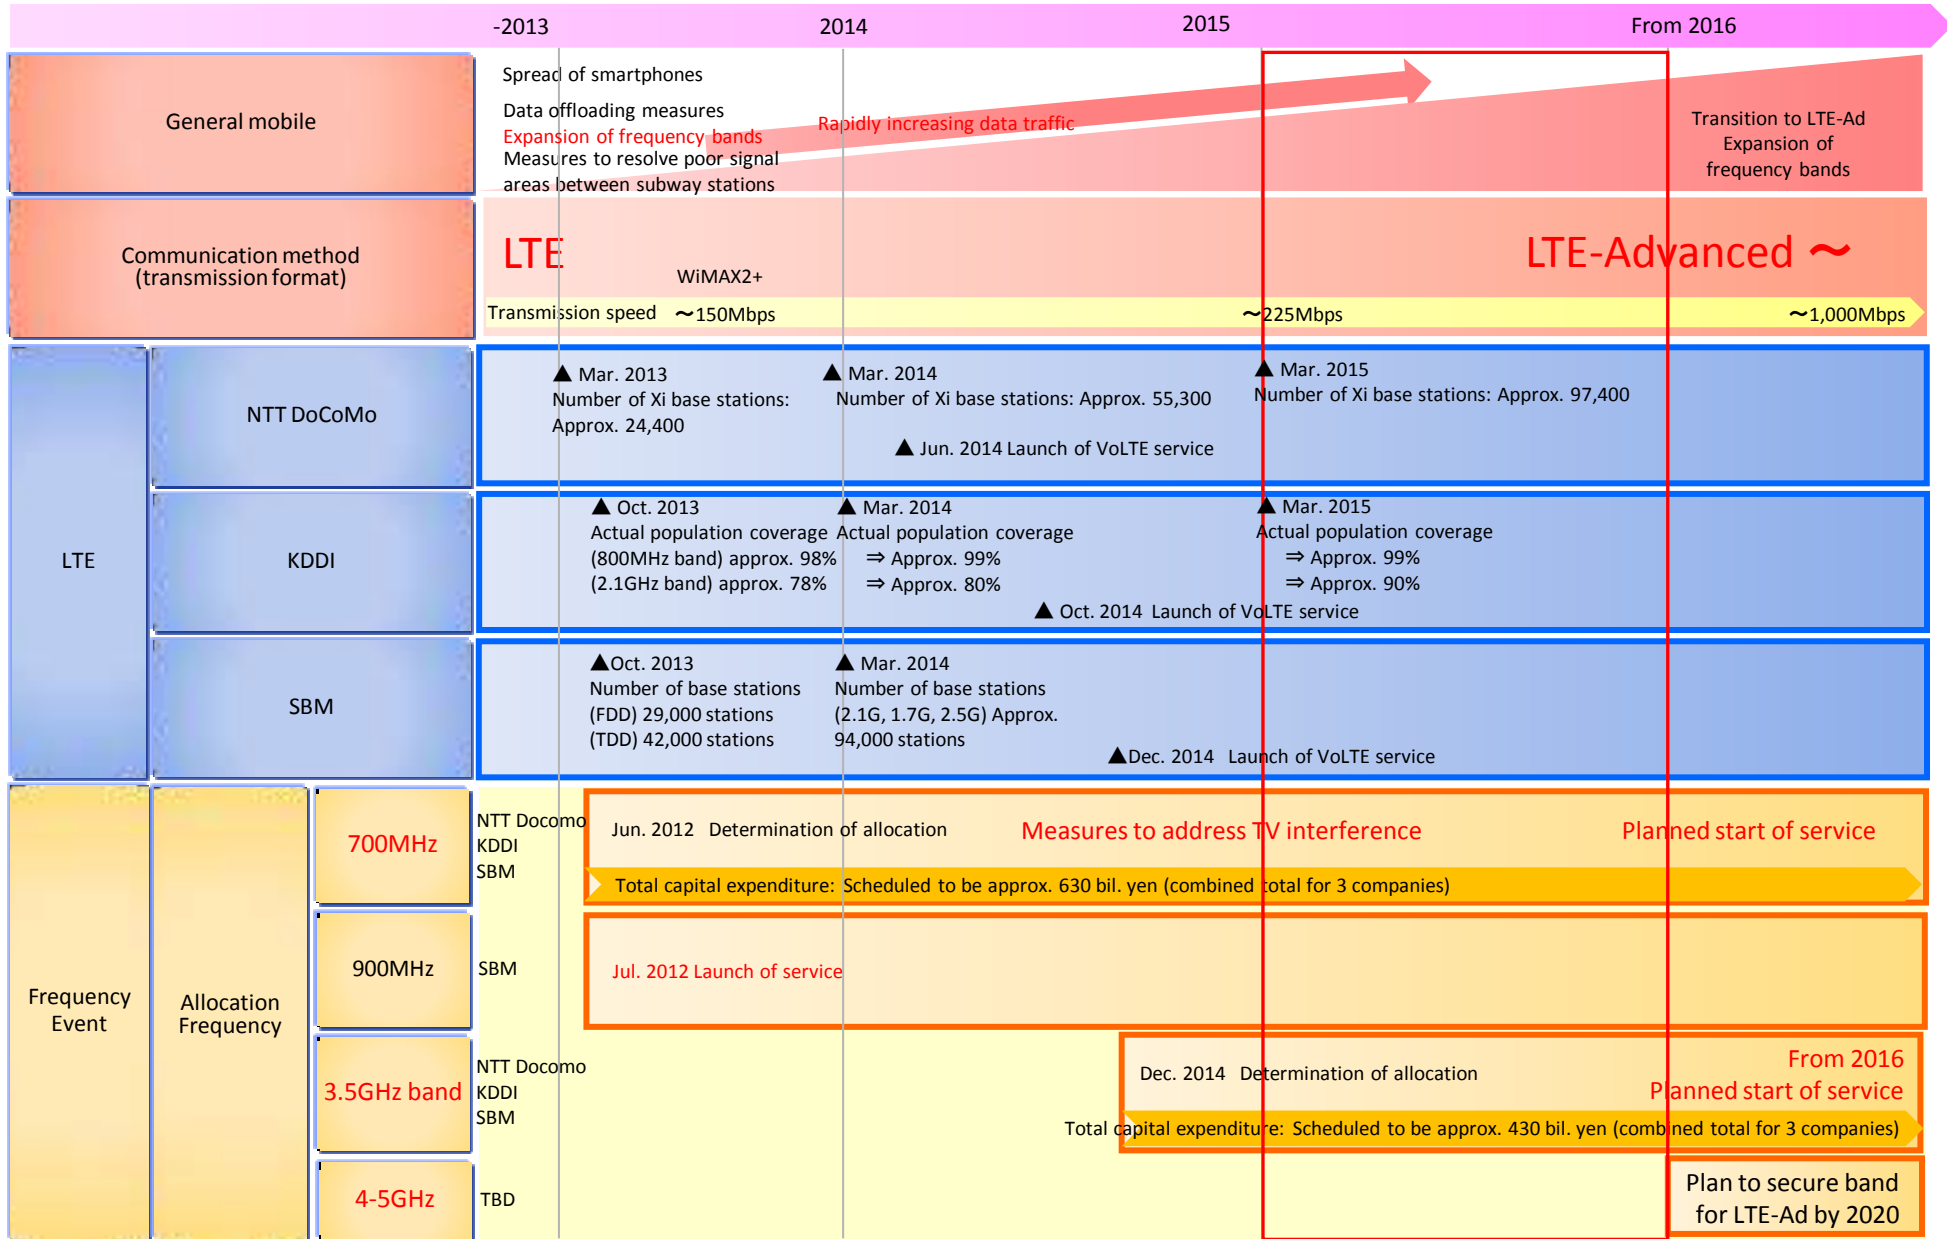 -2013
2014
2015
From 2016
General mobile
Spread of smartphones
Data offloading measures
Expansion of frequency bands
Measures to resolve poor signal
areas between subway stations
Rapidly increasing data traffic
Transition to LTE-Ad
Expansion of
frequency bands
Communication method
(transmission format)
LTE
WiMAX2+
LTE-Advanced ～
Transmission speed ～150Mbps
～225Mbps
～1,000Mbps
LTE
NTT DoCoMo
▲ Mar. 2013
Number of Xi base stations:
Approx. 24,400
▲ Mar. 2014
Number of Xi base stations: Approx. 55,300
▲ Jun. 2014 Launch of VoLTE service
▲ Mar. 2015
Number of Xi base stations: Approx. 97,400
KDDI
▲ Oct. 2013
Actual population coverage
(800MHz band) approx. 98%
(2.1GHz band) approx. 78%
▲ Mar. 2014
Actual population coverage
⇒ Approx. 99%
⇒ Approx. 80%
▲ Oct. 2014 Launch of VoLTE service
▲ Mar. 2015
Actual population coverage
⇒ Approx. 99%
⇒ Approx. 90%
SBM
▲Oct. 2013
Number of base stations
(FDD) 29,000 stations
(TDD) 42,000 stations
▲ Mar. 2014
Number of base stations
(2.1G, 1.7G, 2.5G) Approx.
94,000 stations
▲Dec. 2014 Launch of VoLTE service
Frequency
Event
Allocation
Frequency
700MHz
NTT Docomo
KDDI
SBM
Jun. 2012 Determination of allocation
Measures to address TV interference
Planned start of service
Total capital expenditure: Scheduled to be approx. 630 bil. yen (combined total for 3 companies)
900MHz
SBM
Jul. 2012 Launch of service
3.5GHz band
NTT Docomo
KDDI
SBM
Dec. 2014 Determination of allocation
From 2016
Planned start of service
Total capital expenditure: Scheduled to be approx. 430 bil. yen (combined total for 3 companies)
4-5GHz
TBD
Plan to secure band
for LTE-Ad by 2020